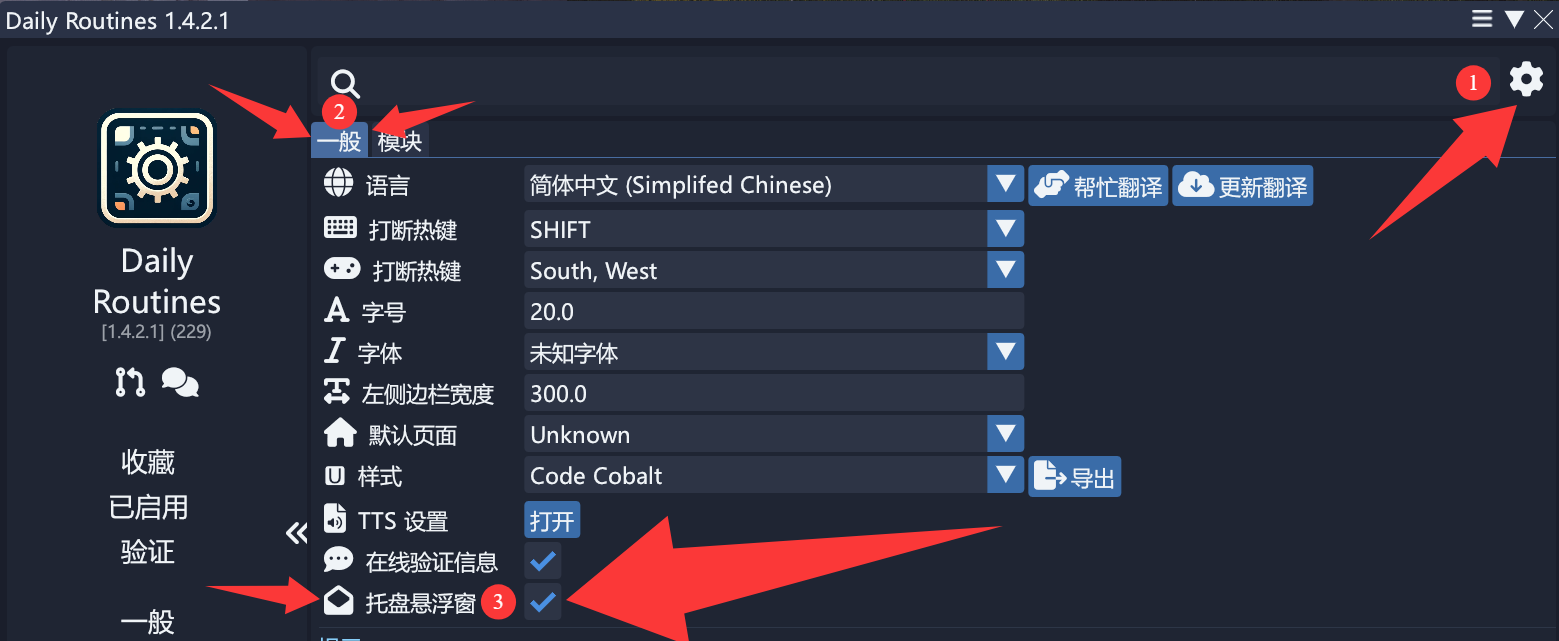 Daily Routines 1.4.2.1
1
2
一般 模块
Daily
Routines
[1.4.2.1] (229)
收藏
已启用
验证
一般
语言 简体中文 (Simplifed Chinese) 帮忙翻译 更新翻译
打断热键 SHIFT
打断热键 South, West
字号 20.0
字体 未知字体
左侧边栏宽度 300.0
默认页面 Unknown
样式 Code Cobalt 导出
TTS 设置 打开
在线验证信息
托盘悬浮窗 3